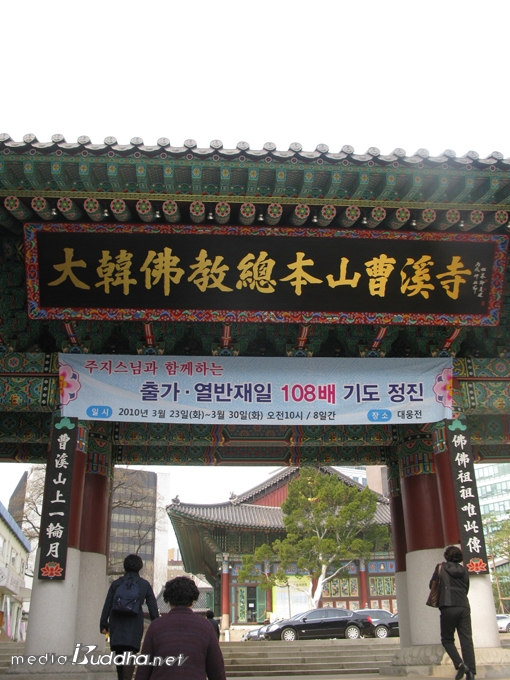 大韓佛敎總本山曹溪寺
주지스님과 함께하는
출가·열반재일 108배 기도 정진
일시 2010년 3월 23일(화)~3월 30일(화) 오전10시 / 8일간 장소 대웅전
曹溪山上一輪月
佛佛祖祖唯此傳
media Buddha.net